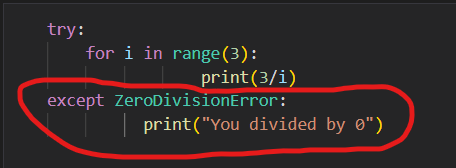 try:
    for i in range(3):
                print(3/i)
except ZeroDivisionError:
        print("You divided by 0")